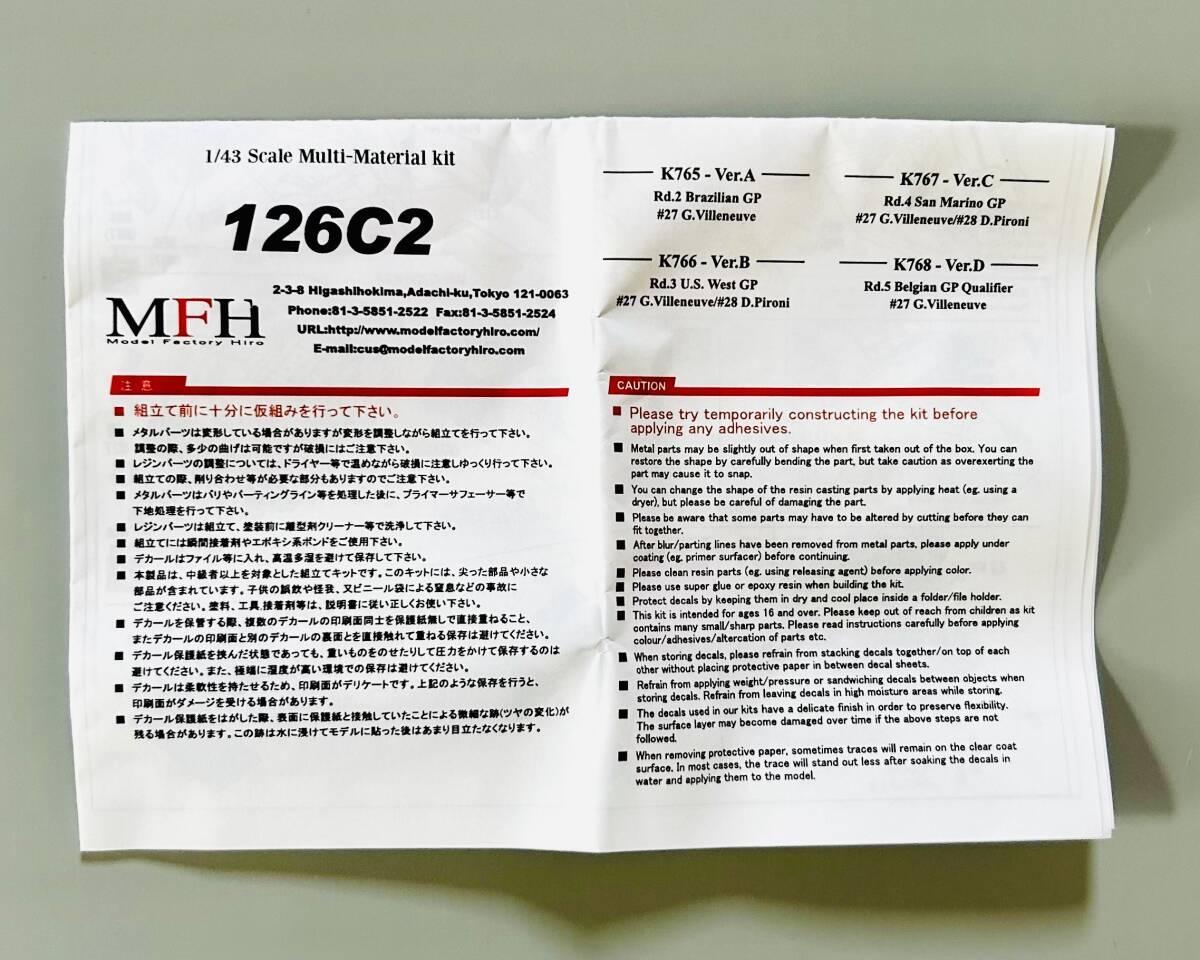 1/43 Scale Multi-Material kit
126C2
MFH
Model Factory Hiro
2-3-8 Higashihokima,Adachi-ku,Tokyo 121-0063
Phone:81-3-5851-2522 Fax:81-3-5851-2524
URL:http://www.modelfactoryhiro.com/
E-mail:cus@modelfactoryhiro.com
K765 - Ver.A
Rd.2 Brazilian GP
#27 G.Villeneuve
K767 - Ver.C
Rd.4 San Marino GP
#27 G.Villeneuve/#28 D.Pironi
K766 - Ver.B
Rd.3 U.S. West GP
#27 G.Villeneuve/#28 D.Pironi
K768 - Ver.D
Rd.5 Belgian GP Qualifier
#27 G.Villeneuve
注 意
■ 組立て前に十分に仮組みを行って下さい。
■ メタルパーツは変形している場合がありますが変形を調整しながら組立てを行って下さい。
調整の際、多少の曲げは可能ですが破損にはご注意下さい。
■ レジンパーツの調整については、ドライヤー等で温めながら破損に注意しゆっくり行って下さい。
■ 組立ての際、削り合わせ等が必要な部分もありますのでご注意下さい。
■ メタルパーツはバリやパーティングライン等を処理した後に、プライマーサフェーサー等で
下地処理を行って下さい。
■ レジンパーツは組立て、塗装前に離型剤クリーナー等で洗浄して下さい。
■ 組立てには瞬間接着剤やエポキシ系ボンドをご使用下さい。
■ デカールはファイル等に入れ、高温多湿を避けて保存して下さい。
■ 本製品は、中級者以上を対象とした組立てキットです。このキットには、尖った部品や小さな
部品が含まれています。子供の誤飲や怪我、又ビニール袋による窒息などの事故に
ご注意ください。塗料、工具、接着剤等は、説明書に従い正しくお使い下さい。
■ デカールを保管する際、複数のデカールの印刷面同士を保護紙無しで直接重ねること、
またデカールの印刷面と別のデカールの裏面とを直接触れて重ねる保存は避けてください。
■ デカール保護紙を挟んだ状態であっても、重いものをのせたりして圧力をかけて保存するのは
避けてください。また、極端に湿度が高い環境での保存は避けてください。
■ デカールは柔軟性を持たせるため、印刷面がデリケートです。上記のような保存を行うと、
印刷面がダメージを受ける場合があります。
■ デカール保護紙をはがした際、表面に保護紙と接触していたことによる微細な跡(ツヤの変化)が
残る場合があります。この跡は水に浸けてモデルに貼った後はあまり目立たなくなります。
CAUTION
■ Please try temporarily constructing the kit before
applying any adhesives.
■ Metal parts may be slightly out of shape when first taken out of the box. You can
restore the shape by carefully bending the part, but take caution as overexerting the
part may cause it to snap.
■ You can change the shape of the resin casting parts by applying heat (eg. using a
dryer), but please be careful of damaging the part.
■ Please be aware that some parts may have to be altered by cutting before they can
fit together.
■ After blur/parting lines have been removed from metal parts, please apply under
coating (eg. primer surfacer) before continuing.
■ Please clean resin parts (eg. using releasing agent) before applying color.
■ Please use super glue or epoxy resin when building the kit.
■ Protect decals by keeping them in dry and cool place inside a folder/file holder.
■ This kit is intended for ages 16 and over. Please keep out of reach from children as kit
contains many small/sharp parts. Please read instructions carefully before applying
colour/adhesives/altercation of parts etc.
■ When storing decals, please refrain from stacking decals together/on top of each
other without placing protective paper in between decal sheets.
■ Refrain from applying weight/pressure or sandwiching decals between objects when
storing decals. Refrain from leaving decals in high moisture areas while storing.
■ The decals used in our kits have a delicate finish in order to preserve flexibility.
The surface layer may become damaged over time if the above steps are not
followed.
■ When removing protective paper, sometimes traces will remain on the clear coat
surface. In most cases, the trace will stand out less after soaking the decals in
water and applying them to the model.